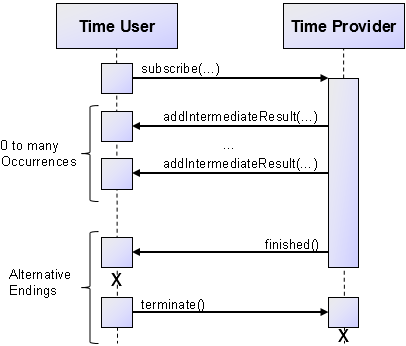 Time User
Time Provider
subscribe(...)
addIntermediateResult(...)
...
0 to many
Occurrences
addIntermediateResult(...)
finished()
Alternative
Endings
X
terminate()
X